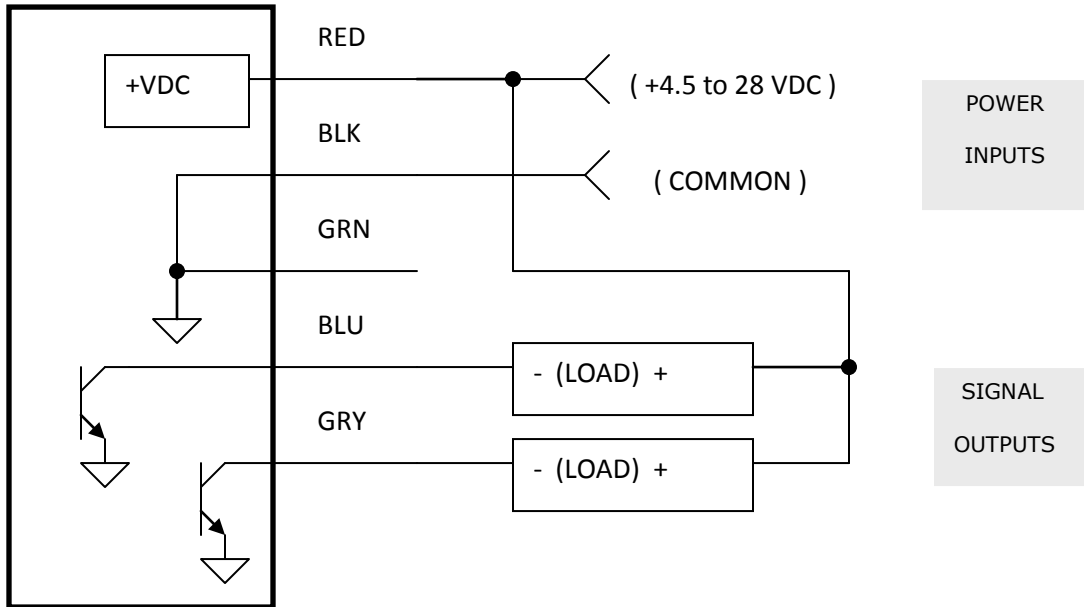 RED
+VDC
( +4.5 to 28 VDC )
POWER
INPUTS
BLK
( COMMON )
GRN
BLU
- (LOAD) +
SIGNAL
OUTPUTS
GRY
- (LOAD) +